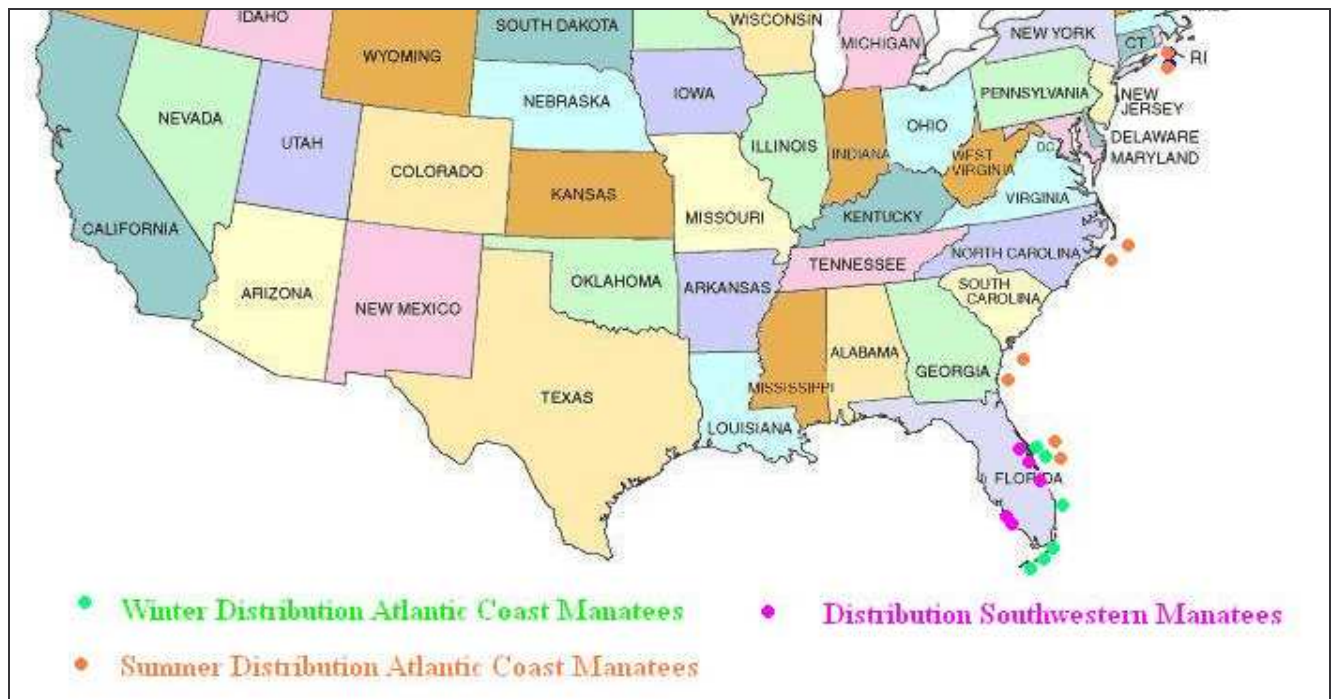 IDAHO
SOUTH DAKOTA
WISCONSIN
WYOMING
MICHIGAN
NEW YORK
CT
RI
NEBRASKA
IOWA
PENNSYLVANIA
NEW
JERSEY
NEVADA
UTAH
ILLINOIS
INDIANA
OHIO
DELAWARE
COLORADO
WEST
VIRGINIA
DC
MARYLAND
KANSAS
VIRGINIA
CALIFORNIA
MISSOURI
KENTUCKY
NORTH CAROLINA
TENNESSEE
ARIZONA
NEW MEXICO
OKLAHOMA
ARKANSAS
SOUTH
CAROLINA
ALABAMA
GEORGIA
MISSISSIPPI
TEXAS
LOUISIANA
FLORIDA
Winter Distribution Atlantic Coast Manatees
Distribution Southwestern Manatees
Summer Distribution Atlantic Coast Manatees